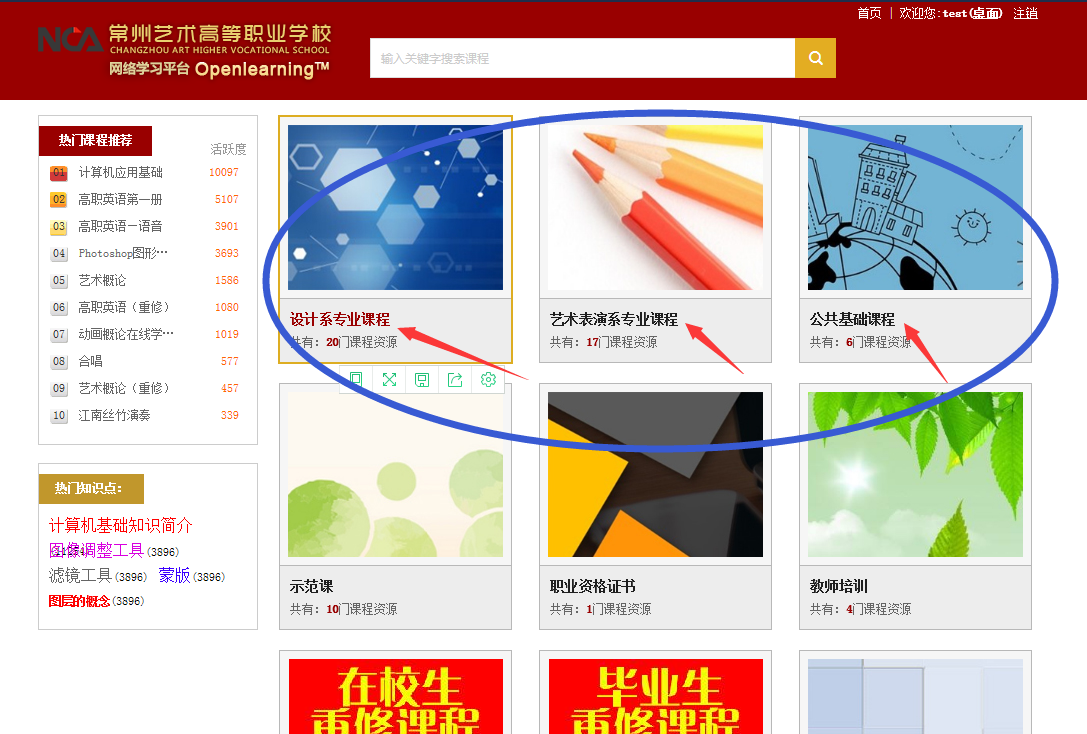 首页 | 欢迎您:test(桌面) 注销
NCA 常州艺术高等职业学校
CHANGZHOU ART HIGHER VOCATIONAL SCHOOL
网络学习平台 Openlearning™
输入关键字搜索课程
热门课程推荐
活跃度
01 计算机应用基础 10097
02 高职英语第一册 5107
03 高职英语一语音 3901
04 Photoshop图形… 3693
05 艺术概论 1586
06 高职英语（重修） 1080
07 动画概论在线学… 1019
08 合唱 577
09 艺术概论（重修） 457
10 江南丝竹演奏 339
热门知识点:
计算机基础知识简介
图像调整工具(3896)
滤镜工具(3896) 蒙版(3896)
图层的概念(3896)
设计系专业课程
共有: 20门课程资源
艺术表演系专业课程
共有: 17门课程资源
公共基础课程
共有: 6门课程资源
示范课
共有: 10门课程资源
职业资格证书
共有: 1门课程资源
教师培训
共有: 4门课程资源
在校生
重修课程
毕业生
重修课程